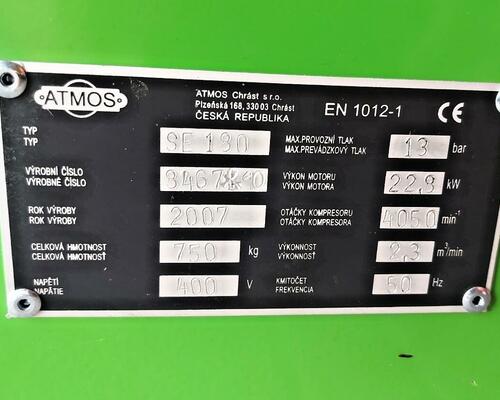 ATMOS
ATMOS Chrást s r.o.
Plzeňská 168, 330 03 Chrást
ČESKÁ REPUBLIKA
EN 1012-1
CE
TYP
TYP
SE 130
MAX.PROVOZNÍ TLAK
MAX.PREVÁDZKOVÝ TLAK
13 bar
VÝROBNÍ ČÍSLO
VÝROBNÉ ČÍSLO
VÝKON MOTORU
VÝKON MOTORA
22,8 kW
ROK VÝROBY
ROK VÝROBY
2007
OTÁČKY KOMPRESORU
OTÁČKY KOMPRESORA
4050 min⁻¹
CELKOVÁ HMOTNOST
CELKOVÁ HMOTNOSŤ
750 kg
VÝKONNOST
VÝKONNOSŤ
2,3 m³/min
NAPĚTÍ
NAPÄTIE
400 V
KMITOČET
FREKVENCIA
50 Hz